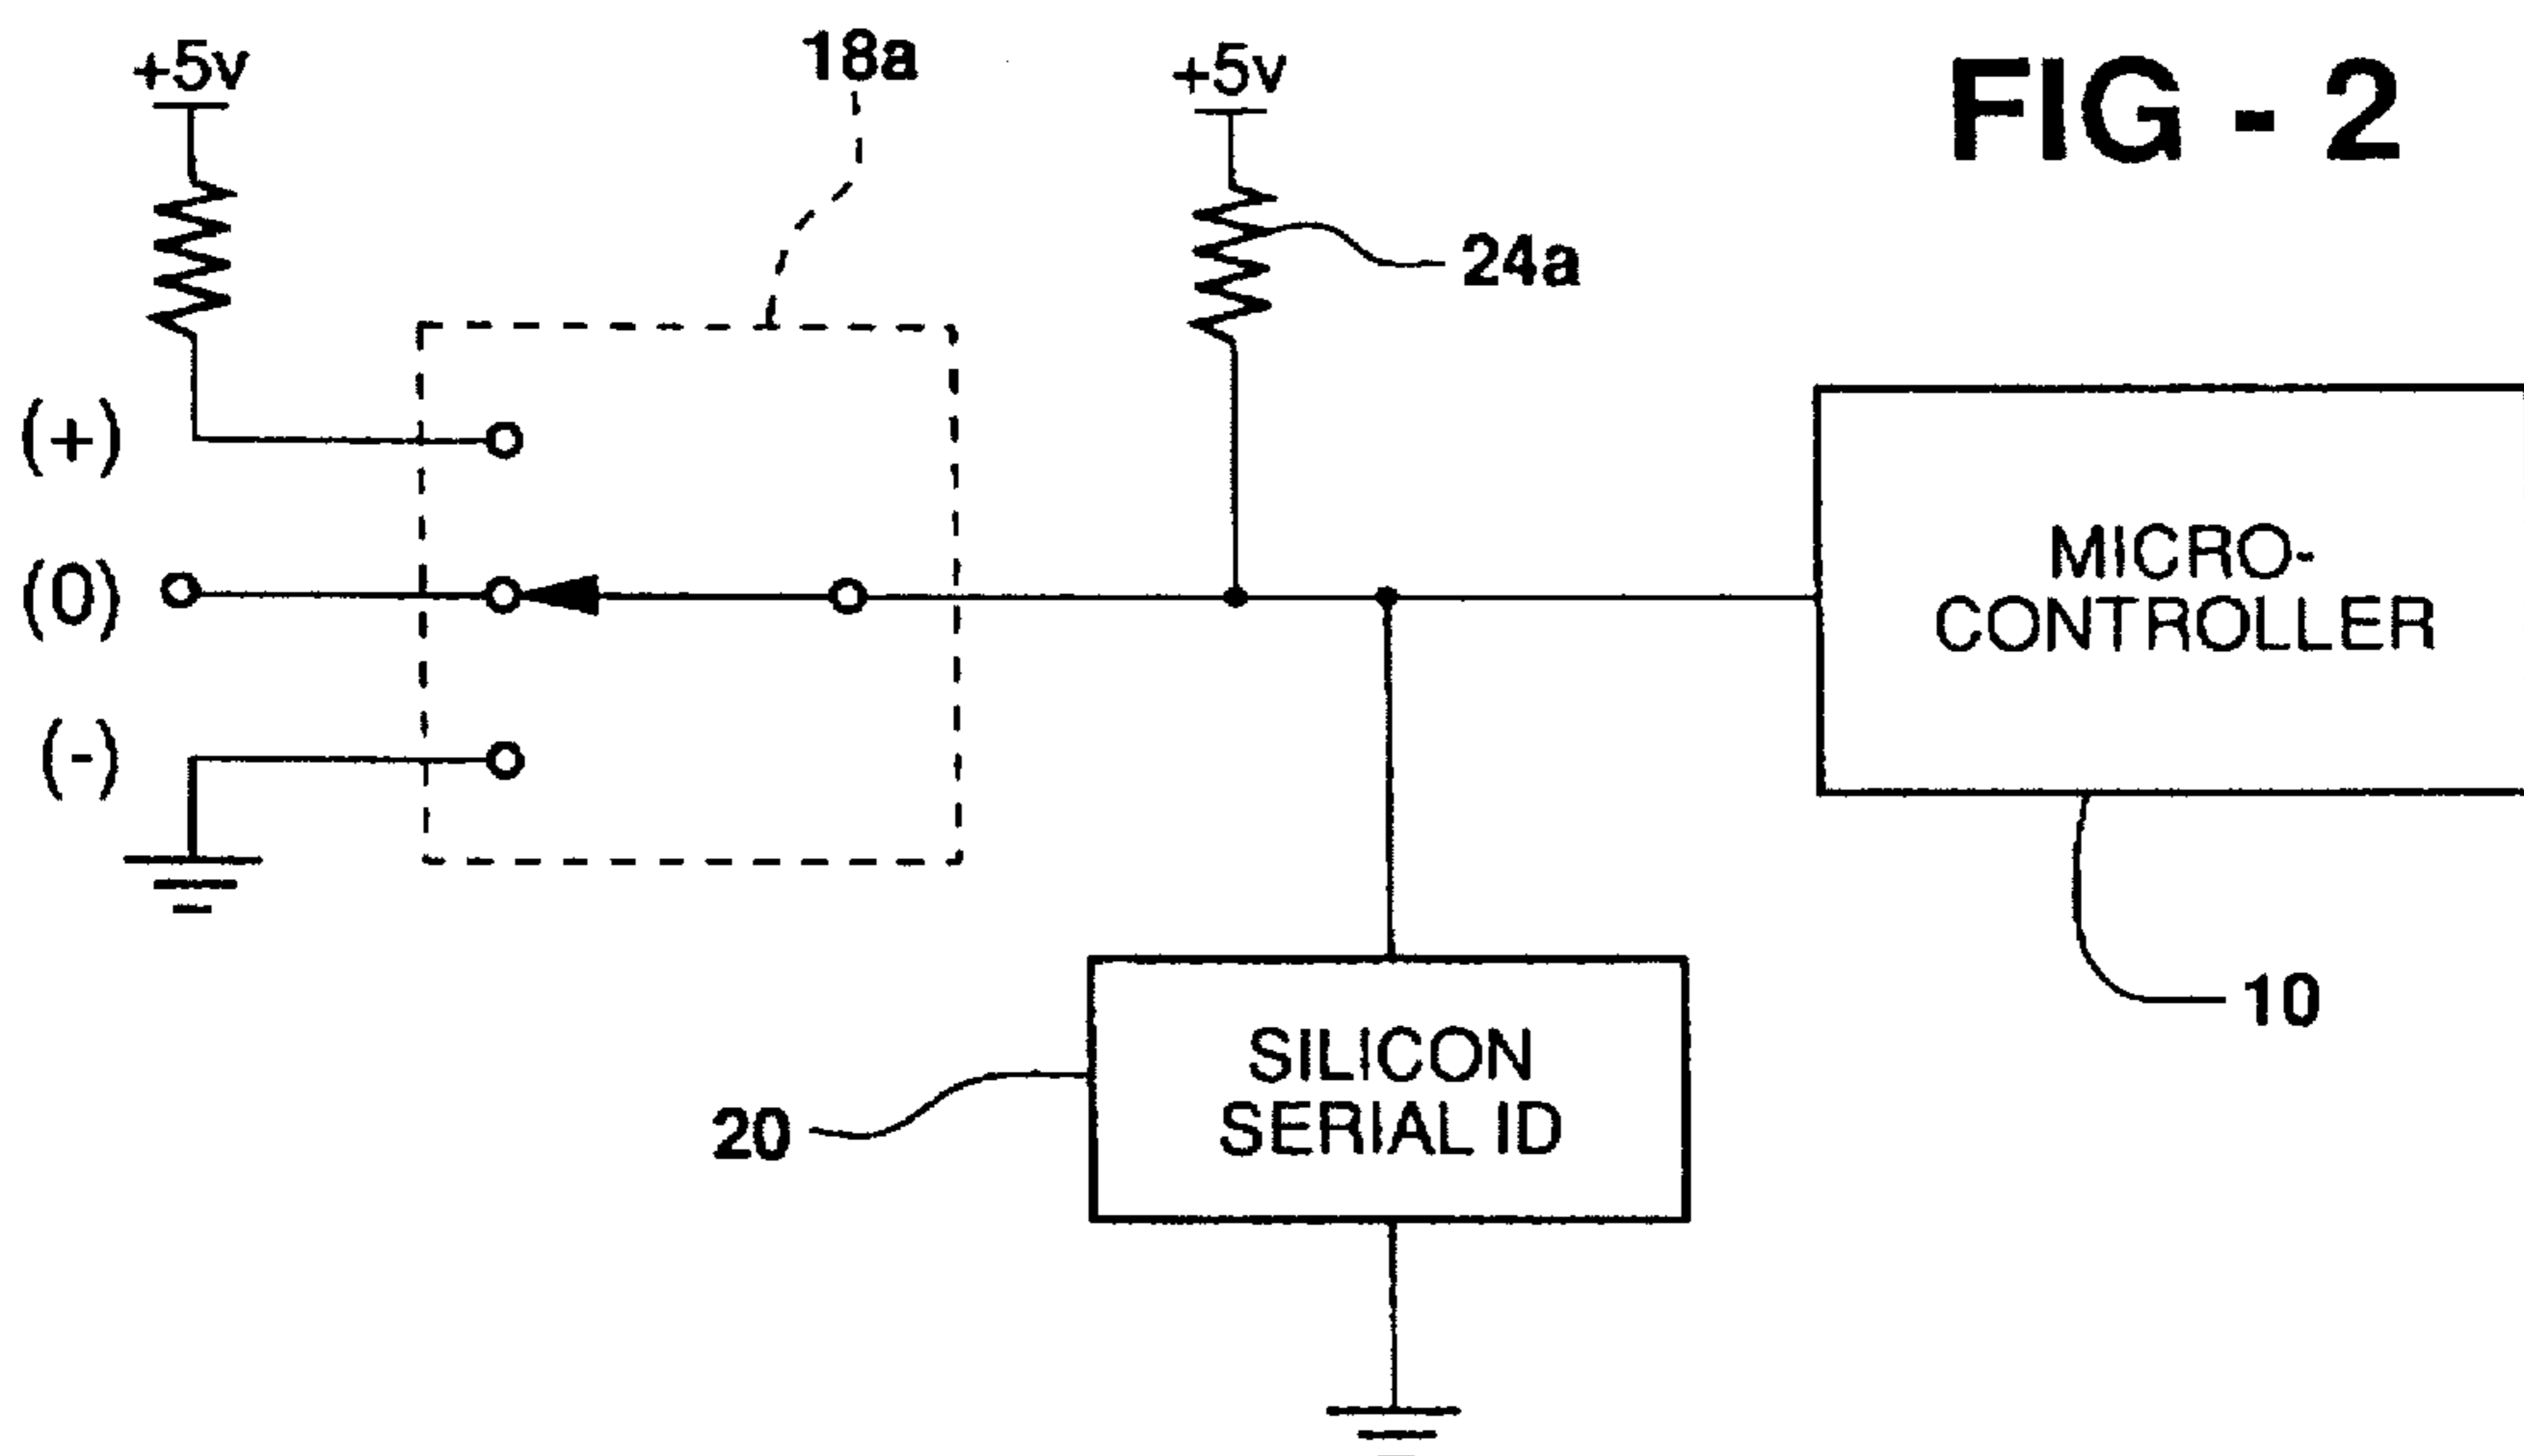 FIG - 2
+5v
18a
+5v
24a
(+)
(0)
(-)
MICRO-
CONTROLLER
10
SILICON
SERIAL ID
20